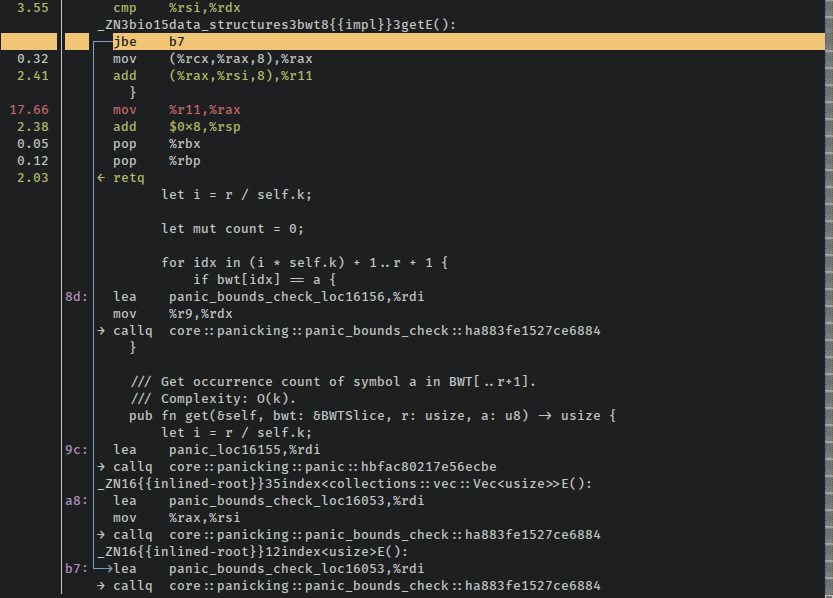 3.55 cmp %rsi,%rdx
_ZN3bio15data_structures3bwt8{{impl}}3getE():
jbe b7
0.32 mov (%rcx,%rax,8),%rax
2.41 add (%rax,%rsi,8),%r11
}
17.66 mov %r11,%rax
2.38 add $0×8,%rsp
0.05 pop %rbx
0.12 pop %rbp
2.03 ← retq
let i = r / self.k;
let mut count = 0;
for idx in (i * self.k) + 1..r + 1 {
if bwt[idx] == a {
8d: lea panic_bounds_check_loc16156,%rdi
mov %r9,%rdx
→ callq core::panicking::panic_bounds_check::ha883fe1527ce6884
}
/// Get occurrence count of symbol a in BWT[..r+1].
/// Complexity: O(k).
pub fn get(&self, bwt: &BWTSlice, r: usize, a: u8) → usize {
let i = r / self.k;
9c: lea panic_loc16155,%rdi
→ callq core::panicking::panic::hbfac80217e56ecbe
_ZN16{{inlined-root}}35index<collections::vec::Vec<usize>>E():
a8: lea panic_bounds_check_loc16053,%rdi
mov %rax,%rsi
→ callq core::panicking::panic_bounds_check::ha883fe1527ce6884
_ZN16{{inlined-root}}12index<usize>E():
b7: lea panic_bounds_check_loc16053,%rdi
→ callq core::panicking::panic_bounds_check::ha883fe1527ce6884